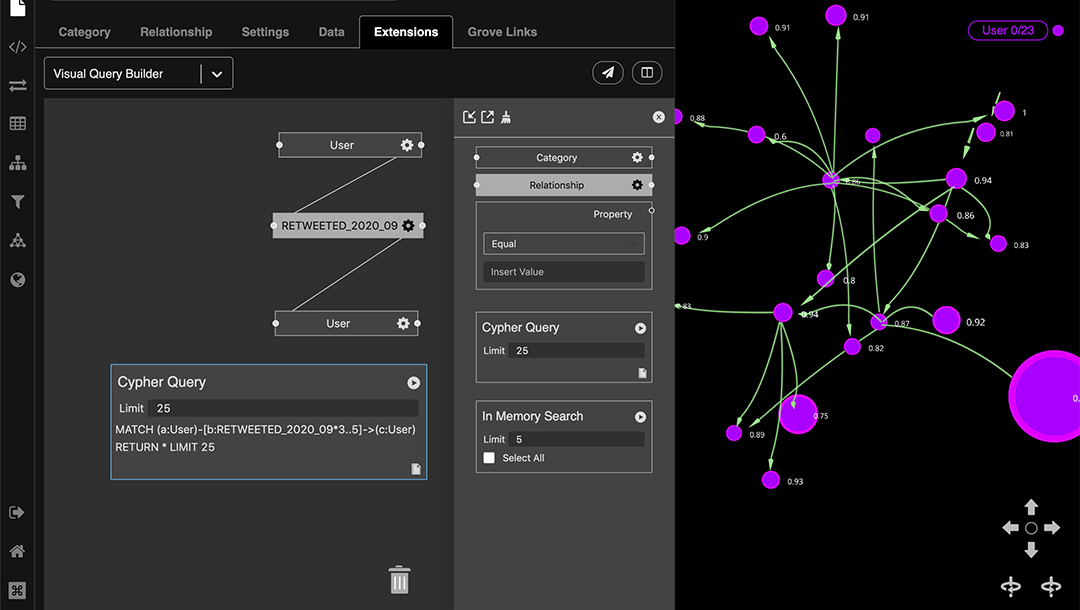 Category Relationship Settings Data Extensions Grove Links
Visual Query Builder
User
RETWEETED_2020_09
User
Cypher Query
Limit 25
MATCH (a:User)-[b:RETWEETED_2020_09*3..5]->(c:User)
RETURN * LIMIT 25
Category
Relationship
Property
Equal
Insert Value
Cypher Query
Limit 25
In Memory Search
Limit 5
Select All
User 0/23
0.91
0.91
0.88
0.6
1
0.81
0.94
0.86
0.9
0.83
0.8
0.94
0.87
0.92
0.82
0.75
0.89
0.93